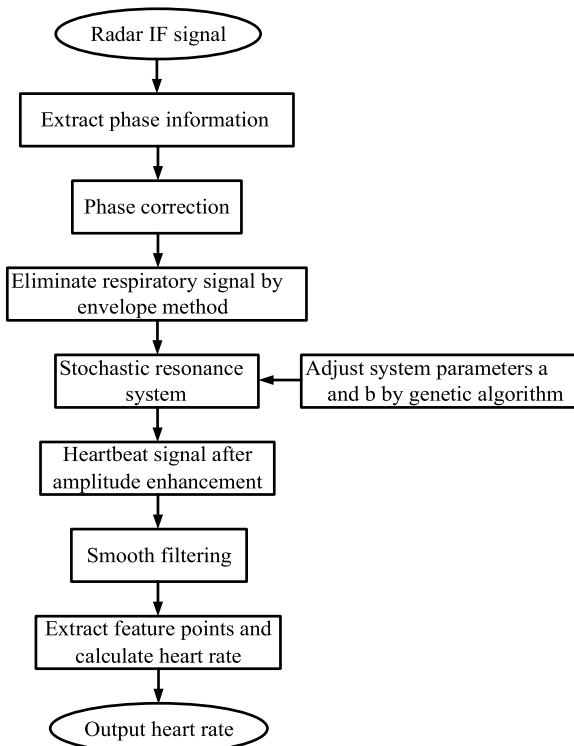 Radar IF signal
Extract phase information
Phase correction
Eliminate respiratory signal by
envelope method
Stochastic resonance
system
Adjust system parameters a
and b by genetic algorithm
Heartbeat signal after
amplitude enhancement
Smooth filtering
Extract feature points and
calculate heart rate
Output heart rate